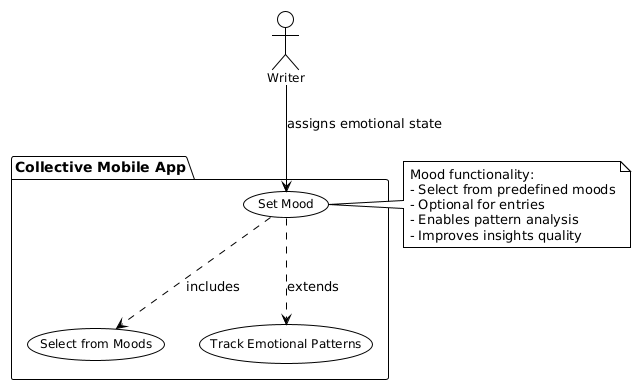 Writer
assigns emotional state
Collective Mobile App
Mood functionality:
- Select from predefined moods
- Optional for entries
- Enables pattern analysis
- Improves insights quality
Set Mood
includes
extends
Select from Moods
Track Emotional Patterns